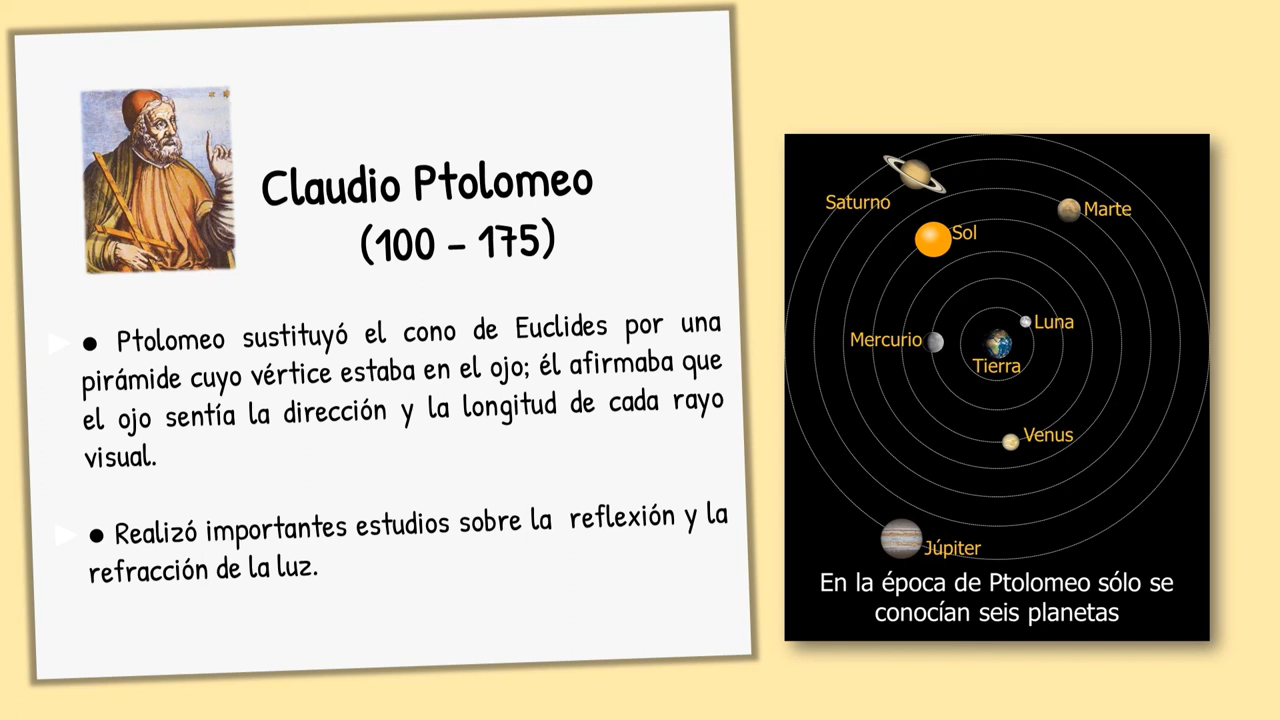 Claudio Ptolomeo
(100 – 175)
● Ptolomeo sustituyó el cono de Euclides por una
pirámide cuyo vértice estaba en el ojo; él afirmaba que
el ojo sentía la dirección y la longitud de cada rayo
visual.
● Realizó importantes estudios sobre la reflexión y la
refracción de la luz.
Saturno
Marte
Sol
Luna
Mercurio
Tierra
Venus
Júpiter
En la época de Ptolomeo sólo se
conocían seis planetas